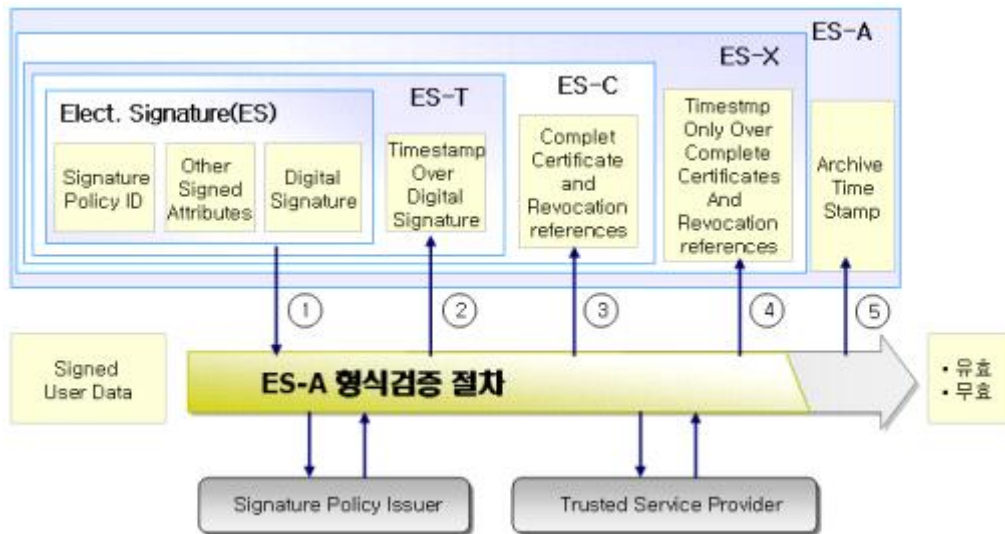 ES-A
ES-X
ES-C
ES-T
Elect. Signature(ES)
Signature
Policy ID
Other
Signed
Attributes
Digital
Signature
Timestamp
Over
Digital
Signature
Complet
Certificate
and
Revocation
references
Timestmp
Only Over
Complete
Certificates
And
Revocation
references
Archive
Time
Stamp
①
②
③
④
⑤
Signed
User Data
ES-A 형식검증 절차
• 유효
• 무효
Signature Policy Issuer
Trusted Service Provider